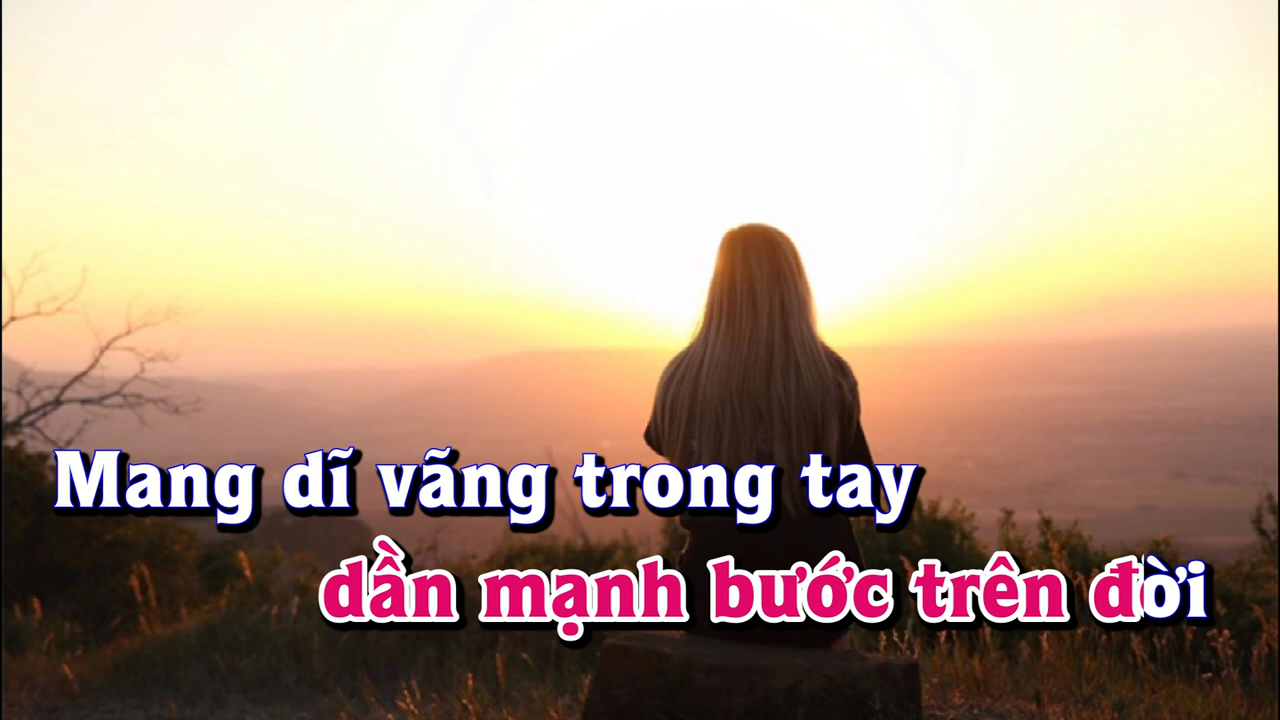 Mang dĩ vãng trong tay
dần mạnh bước trên đời